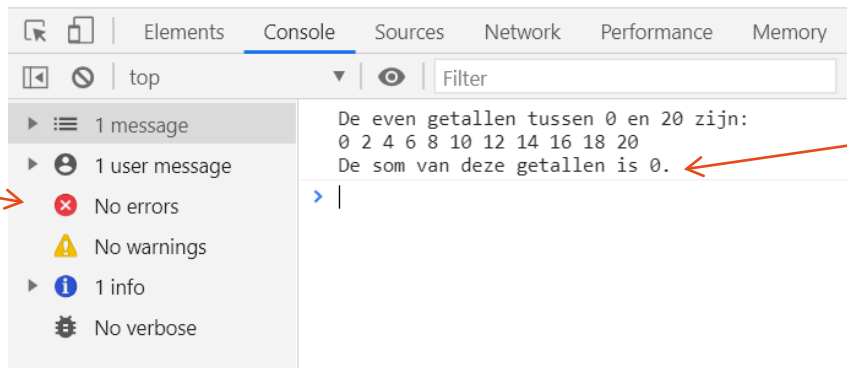 Elements Console Sources Network Performance Memory
top Filter
1 message
1 user message
No errors
No warnings
1 info
No verbose
De even getallen tussen 0 en 20 zijn:
0 2 4 6 8 10 12 14 16 18 20
De som van deze getallen is 0.
>